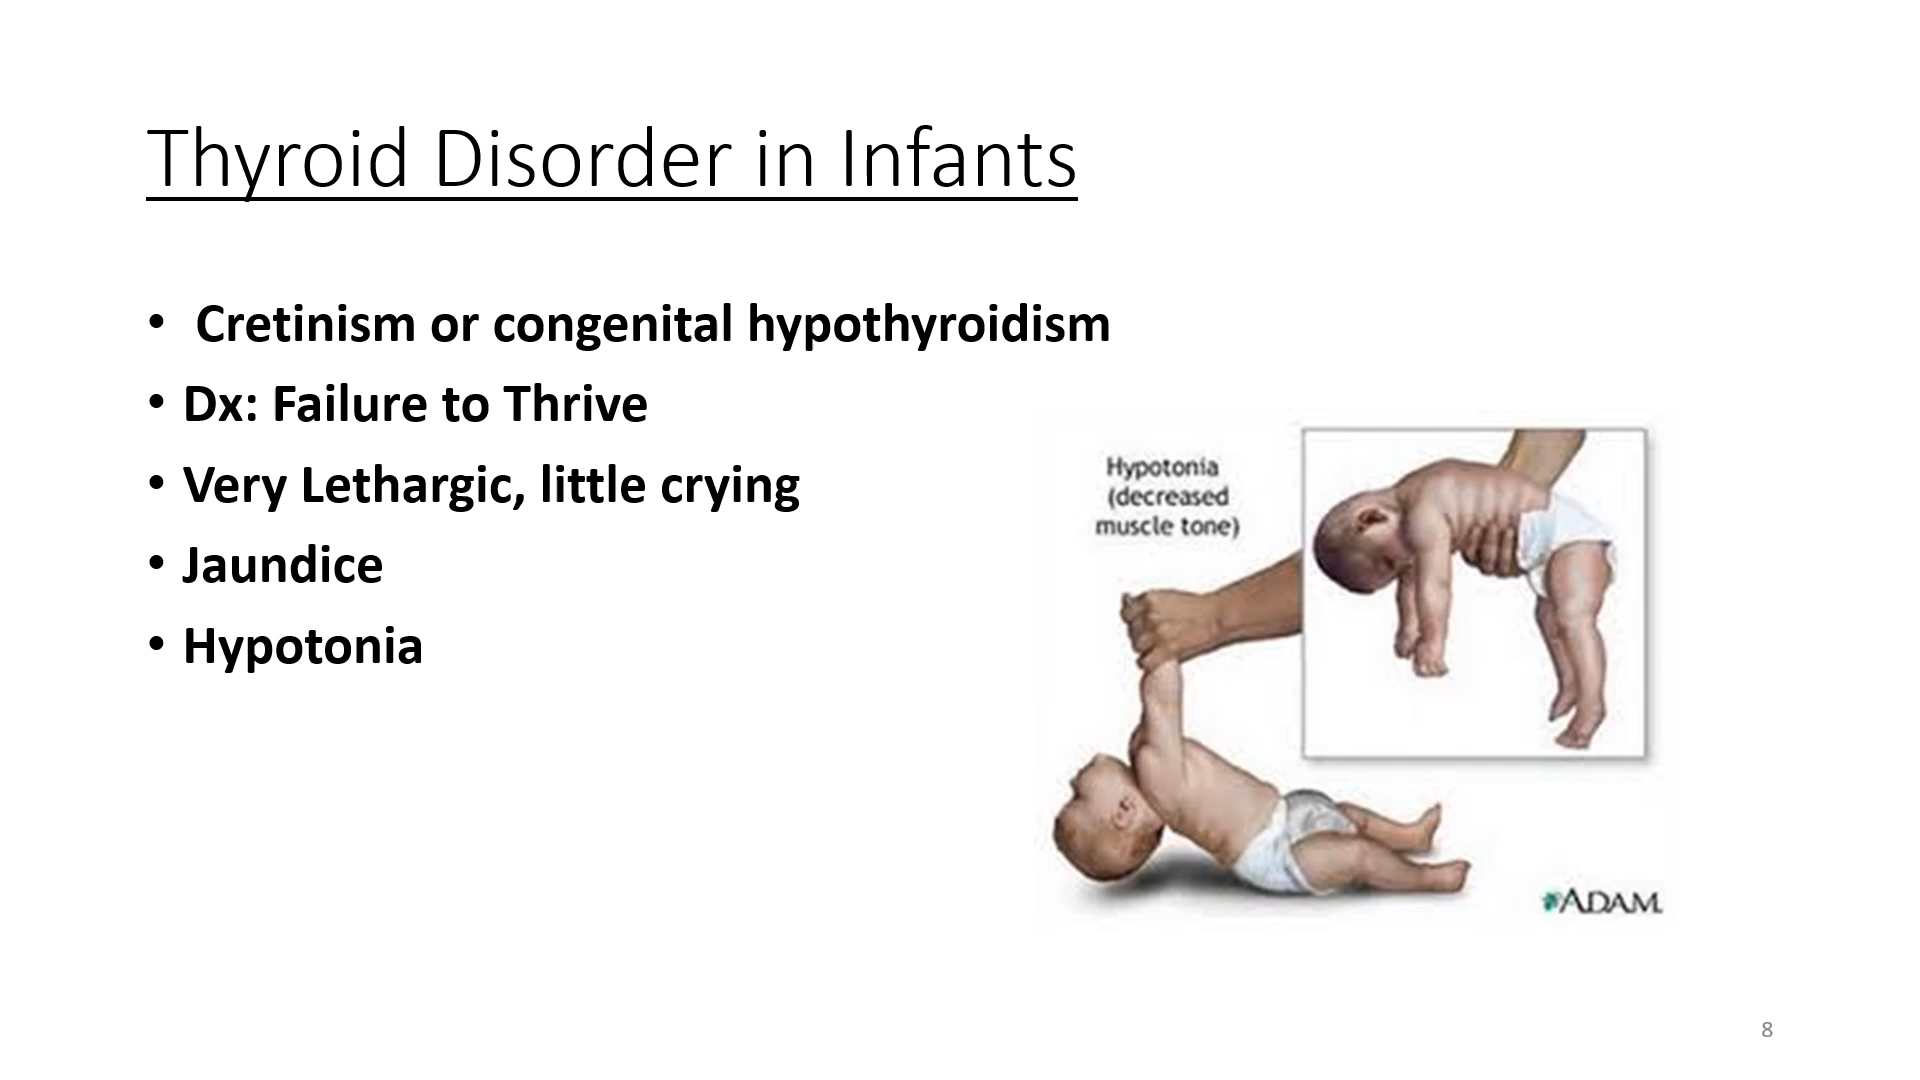 Thyroid Disorder in Infants
• Cretinism or congenital hypothyroidism
• Dx: Failure to Thrive
• Very Lethargic, little crying
• Jaundice
• Hypotonia
Hypotonia
(decreased
muscle tone)
ADAM.
8